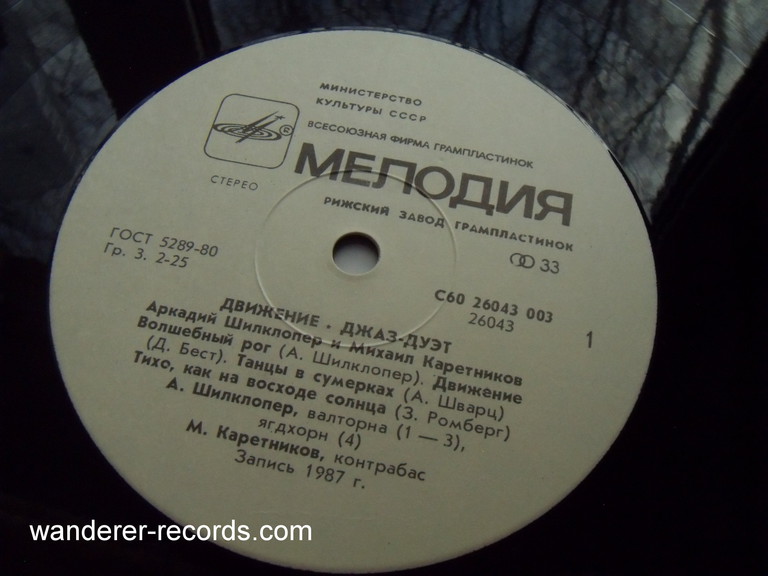 МИНИСТЕРСТВО
КУЛЬТУРЫ СССР
ВСЕСОЮЗНАЯ ФИРМА ГРАМПЛАСТИНОК
®
МЕЛОДИЯ
СТЕРЕО
РИЖСКИЙ ЗАВОД ГРАМПЛАСТИНОК
ГОСТ 5289-80
Гр. 3. 2-25
33
С60 26043 003
26043
1
ДВИЖЕНИЕ · ДЖАЗ-ДУЭТ
Аркадий Шилклопер и Михаил Каретников
Волшебный рог (А. Шилклопер). Движение
(Д. Бест). Танцы в сумерках (А. Шварц)
Тихо, как на восходе солнца (З. Ромберг)
А. Шилклопер, валторна (1 — 3),
ягдхорн (4)
М. Каретников, контрабас
Запись 1987 г.
wanderer-records.com